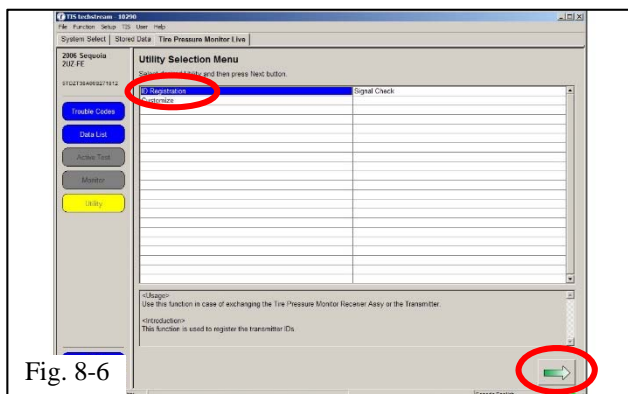 TIS techstream - 10290
File Function Setup TIS User Help
System Select Stored Data Tire Pressure Monitor Live
2006 Sequoia
2UZ-FE
Utility Selection Menu
and then press Next button.
ID Registration Signal Check
Customize
Trouble Codes
Data List
Active Test
Monitor
Utility
<Usage>
Use this function in case of exchanging the Tire Pressure Monitor Receiver Assy or the Transmitter.
<Introduction>
This function is used to register the transmitter IDs.
Fig. 8-6